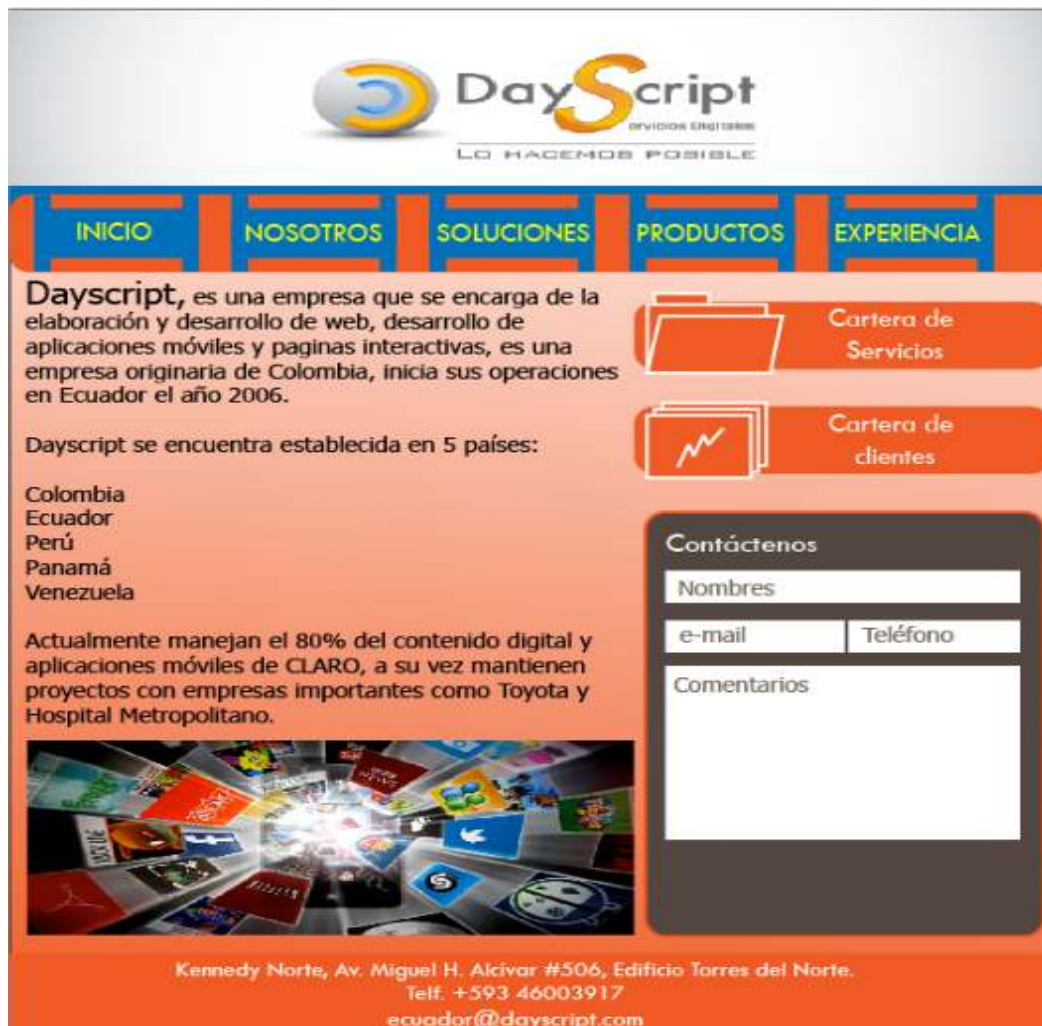 DayScript
Servicios Digitales
LO HACEMOS POSIBLE
INICIO NOSOTROS SOLUCIONES PRODUCTOS EXPERIENCIA
Dayscript, es una empresa que se encarga de la
elaboración y desarrollo de web, desarrollo de
aplicaciones móviles y paginas interactivas, es una
empresa originaria de Colombia, inicia sus operaciones
en Ecuador el año 2006.
Dayscript se encuentra establecida en 5 países:
Colombia
Ecuador
Perú
Panamá
Venezuela
Actualmente manejan el 80% del contenido digital y
aplicaciones móviles de CLARO, a su vez mantienen
proyectos con empresas importantes como Toyota y
Hospital Metropolitano.
Cartera de
Servicios
Cartera de
clientes
Contáctenos
Nombres
e-mail Teléfono
Comentarios
Kennedy Norte, Av. Miguel H. Alcívar #506, Edificio Torres del Norte.
Telf. +593 46003917
ecuador@dayscript.com